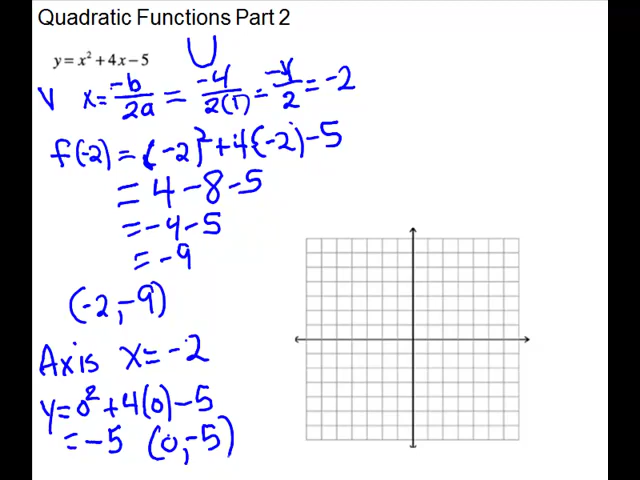 Quadratic Functions Part 2
y = x² + 4x − 5 U
V x = -b/2a = -4/2(1) = -4/2 = -2
f(-2) = (-2)² + 4(-2) - 5
= 4 - 8 - 5
= -4 - 5
= -9
(-2, -9)
Axis x = -2
y = 0² + 4(0) - 5
= -5 (0, -5)